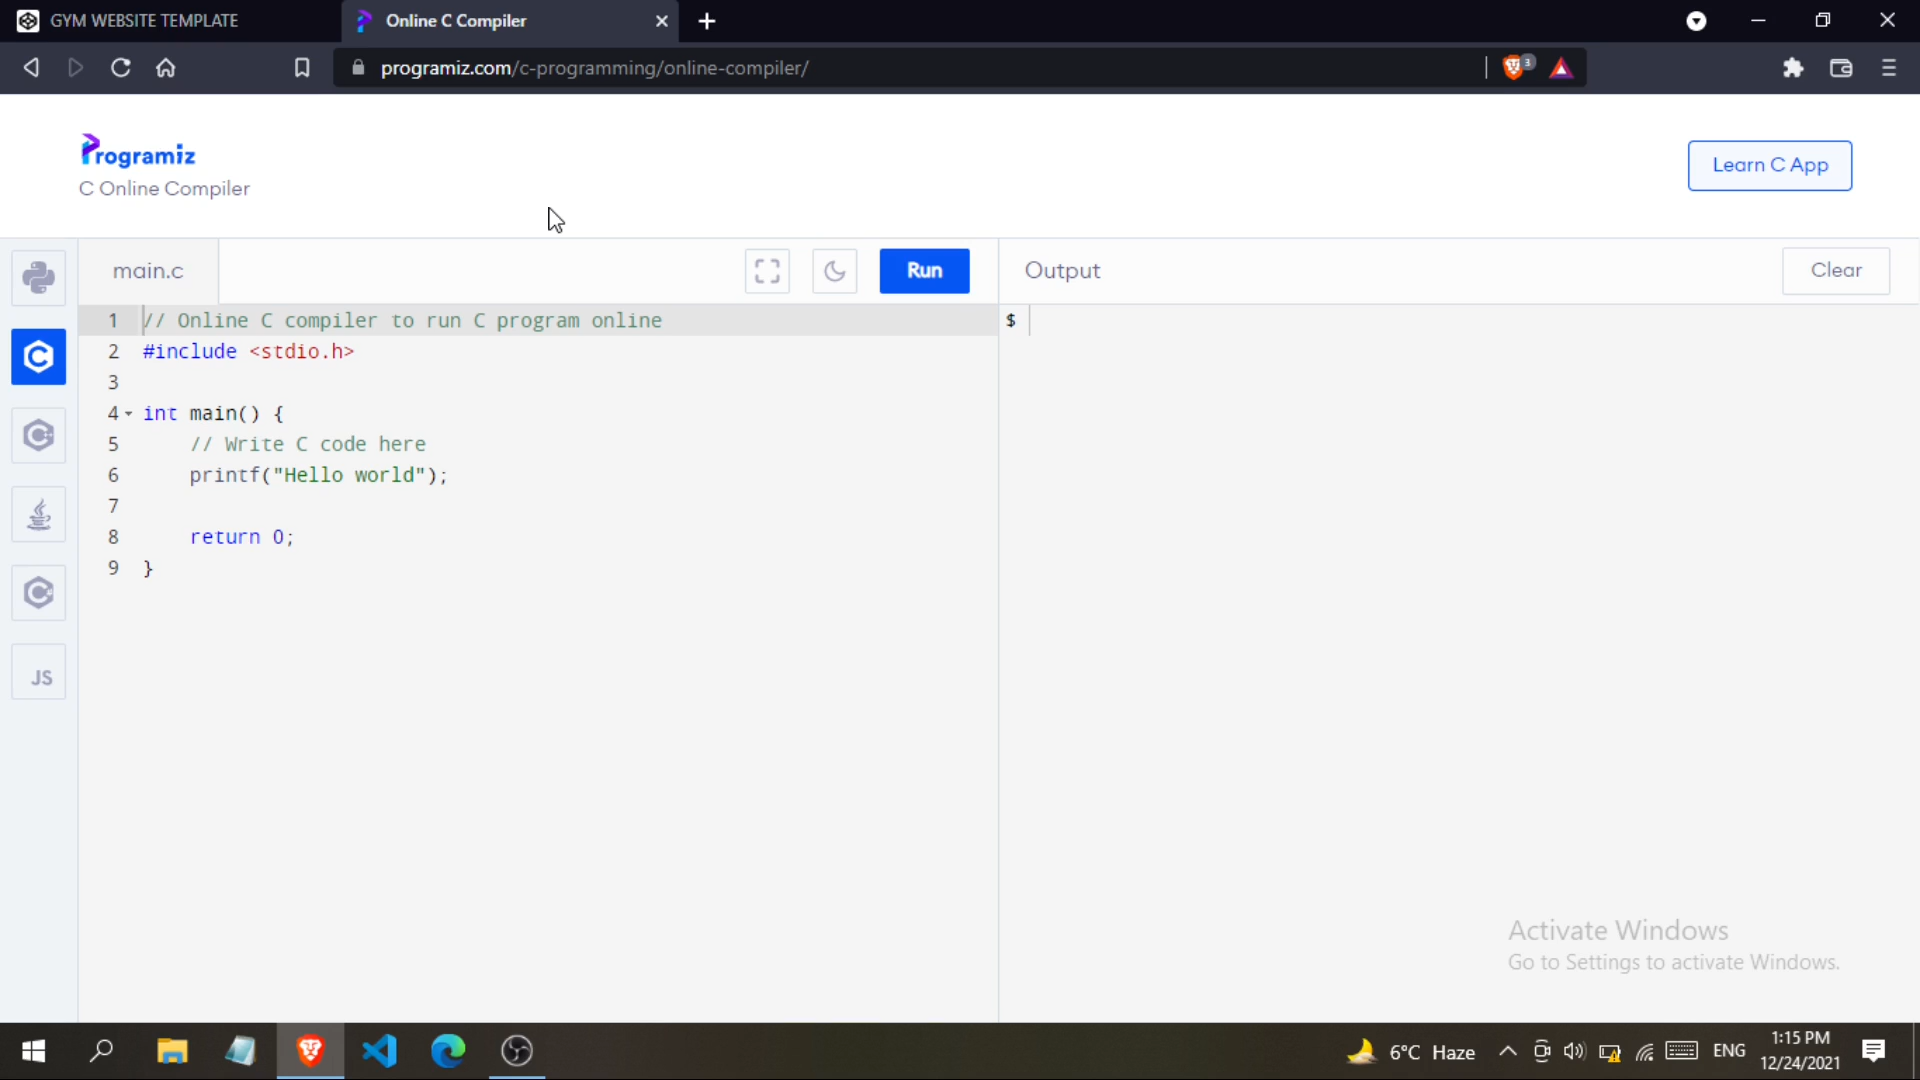 GYM WEBSITE TEMPLATE
Online C Compiler
programiz.com/c-programming/online-compiler/
3
Programiz
C Online Compiler
Learn C App
main.c
Run
Output
Clear
1 // Online C compiler to run C program online
2 #include <stdio.h>
3
4 int main() {
5     // Write C code here
6     printf("Hello world");
7
8     return 0;
9 }
$
JS
Activate Windows
Go to Settings to activate Windows.
6°C Haze
ENG
1:15 PM
12/24/2021